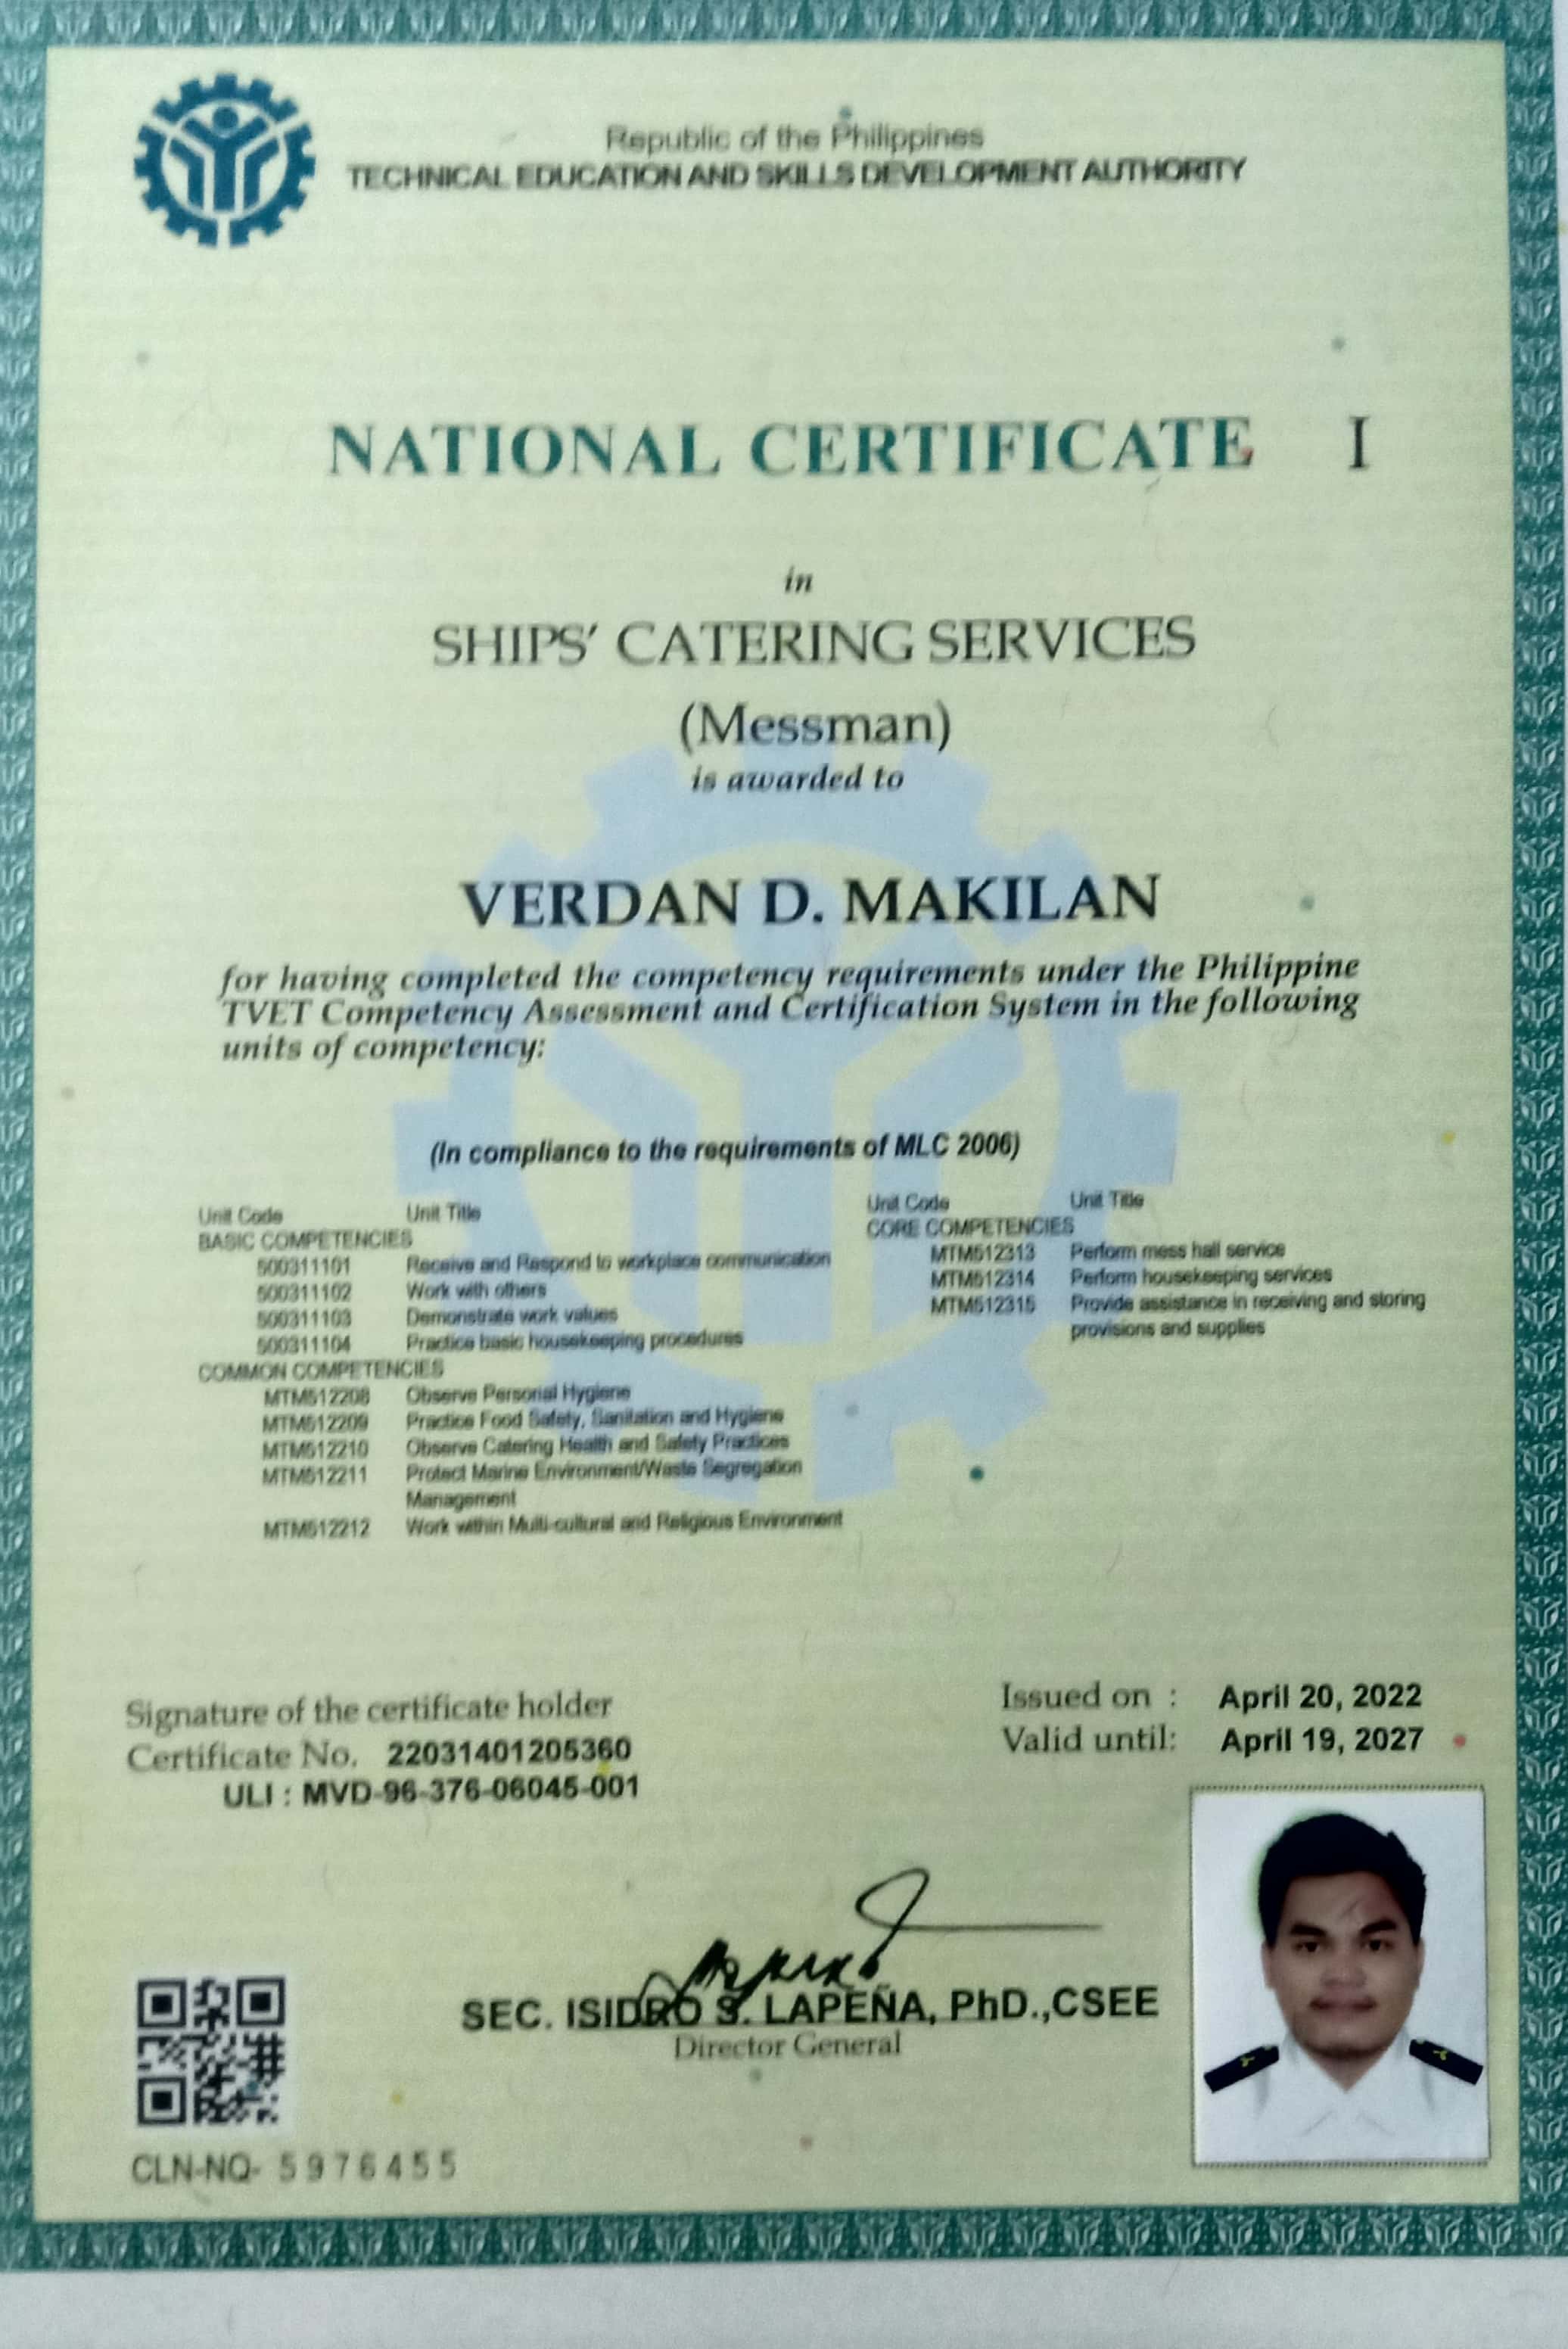 Republic of the Philippines
TECHNICAL EDUCATION AND SKILLS DEVELOPMENT AUTHORITY
NATIONAL CERTIFICATE I
in
SHIPS' CATERING SERVICES
(Messman)
is awarded to
VERDAN D. MAKILAN
for having completed the competency requirements under the Philippine
TVET Competency Assessment and Certification System in the following
units of competency:
(In compliance to the requirements of MLC 2006)
Unit Code Unit Title
BASIC COMPETENCIES
500311101 Receive and Respond to workplace communication
500311102 Work with others
500311103 Demonstrate work values
500311104 Practice basic housekeeping procedures
COMMON COMPETENCIES
MTM512208 Observe Personal Hygiene
MTM512209 Practice Food Safety, Sanitation and Hygiene
MTM512210 Observe Catering Health and Safety Practices
MTM512211 Protect Marine Environment/Waste Segregation
Management
MTM512212 Work within Multi-cultural and Religious Environment
Unit Code Unit Title
CORE COMPETENCIES
MTM512313 Perform mess hall service
MTM512314 Perform housekeeping services
MTM512315 Provide assistance in receiving and storing
provisions and supplies
Signature of the certificate holder
Certificate No. 22031401205360
ULI : MVD-96-376-06045-001
Issued on : April 20, 2022
Valid until: April 19, 2027
SEC. ISIDRO S. LAPEÑA, PhD.,CSEE
Director General
CLN-NQ- 5976455